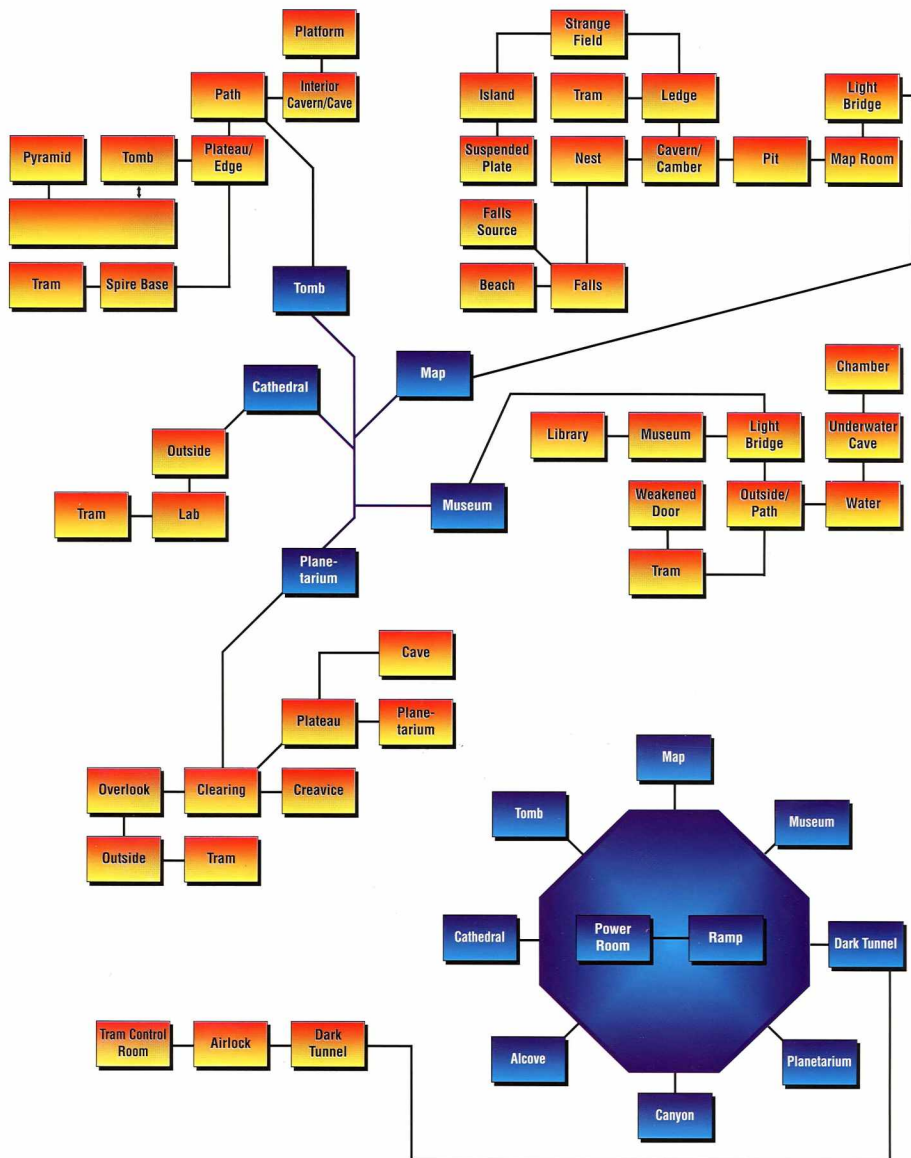 Platform
Path
Interior
Cavern/Cave
Pyramid
Tomb
Plateau/
Edge
Tram
Spire Base
Tomb
Strange
Field
Island
Tram
Ledge
Light
Bridge
Suspended
Plate
Nest
Cavern/
Camber
Pit
Map Room
Falls
Source
Beach
Falls
Cathedral
Map
Outside
Tram
Lab
Museum
Plane-
tarium
Chamber
Library
Museum
Light
Bridge
Underwater
Cave
Weakened
Door
Outside/
Path
Water
Tram
Cave
Plateau
Plane-
tarium
Overlook
Clearing
Creavice
Outside
Tram
Map
Tomb
Museum
Cathedral
Power
Room
Ramp
Dark Tunnel
Alcove
Planetarium
Canyon
Tram Control
Room
Airlock
Dark
Tunnel